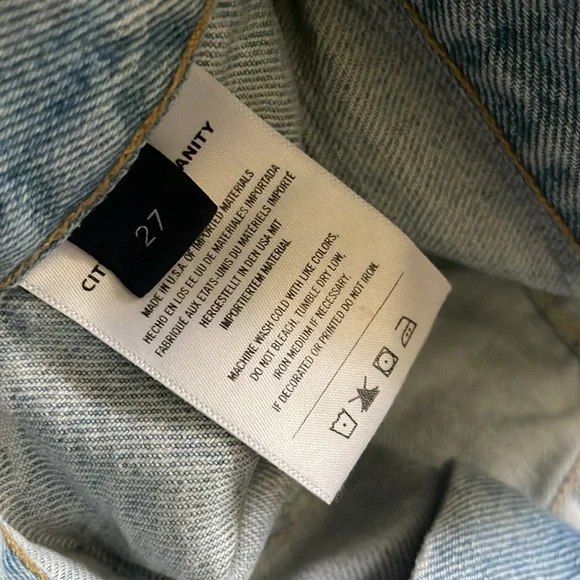 CIT
ANITY
27
MADE IN U.S.A. OF IMPORTED MATERIALS
HECHO EN LOS EE UU DE MATERIALES IMPORTADA
FABRIQUE AUX ETATS-UNIS DU MATÉRIELS IMPORTÉ
HERGESTELLT IN DEN USA MIT
IMPORTIERTEM MATERIAL
MACHINE WASH COLD WITH LIKE COLORS,
DO NOT BLEACH, TUMBLE DRY LOW,
IRON MEDIUM IF NECESSARY.
IF DECORATED OR PRINTED DO NOT IRON.